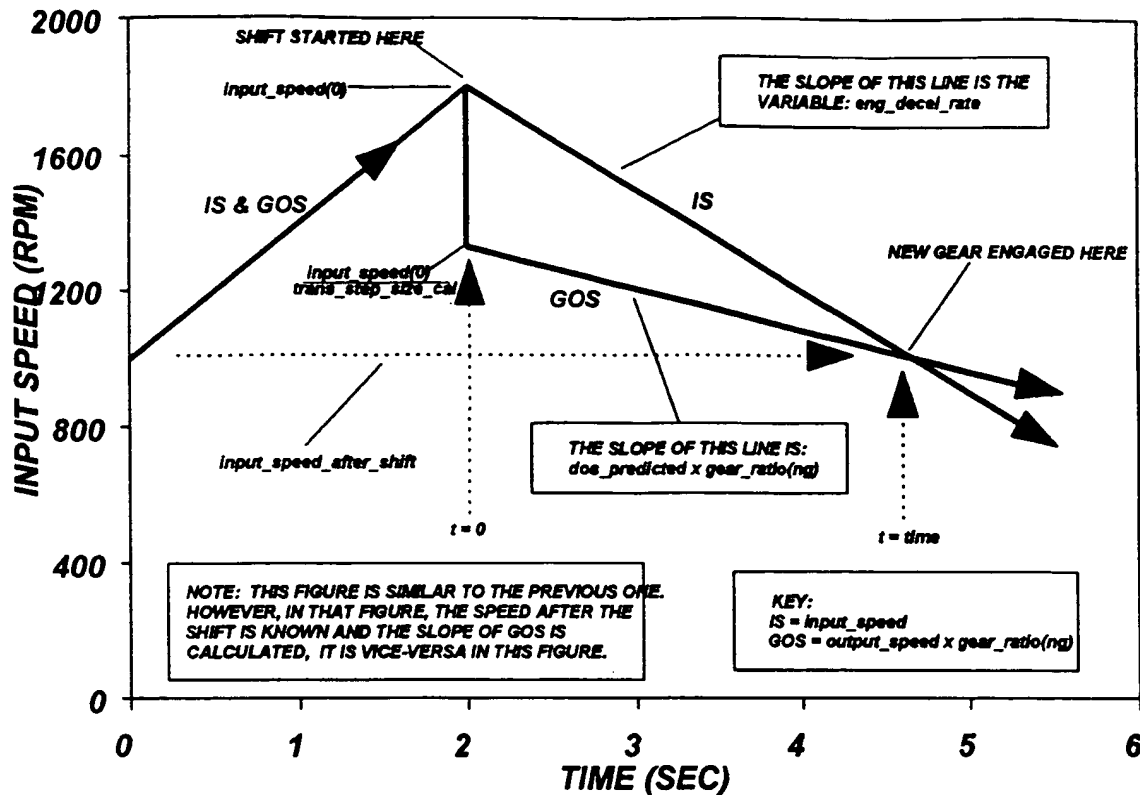 2000
1600
1200
800
400
0
INPUT SPEED (RPM)
SHIFT STARTED HERE
input_speed(0)
THE SLOPE OF THIS LINE IS THE
VARIABLE: eng_decel_rate
IS & GOS
IS
input_speed(0)
trans_step_size_cal
GOS
NEW GEAR ENGAGED HERE
input_speed_after_shift
THE SLOPE OF THIS LINE IS:
dos_predicted x gear_ratio(ng)
t = 0
t = time
NOTE: THIS FIGURE IS SIMILAR TO THE PREVIOUS ONE.
HOWEVER, IN THAT FIGURE, THE SPEED AFTER THE
SHIFT IS KNOWN AND THE SLOPE OF GOS IS
CALCULATED, IT IS VICE-VERSA IN THIS FIGURE.
KEY:
IS = input_speed
GOS = output_speed x gear_ratio(ng)
0 1 2 3 4 5 6
TIME (SEC)